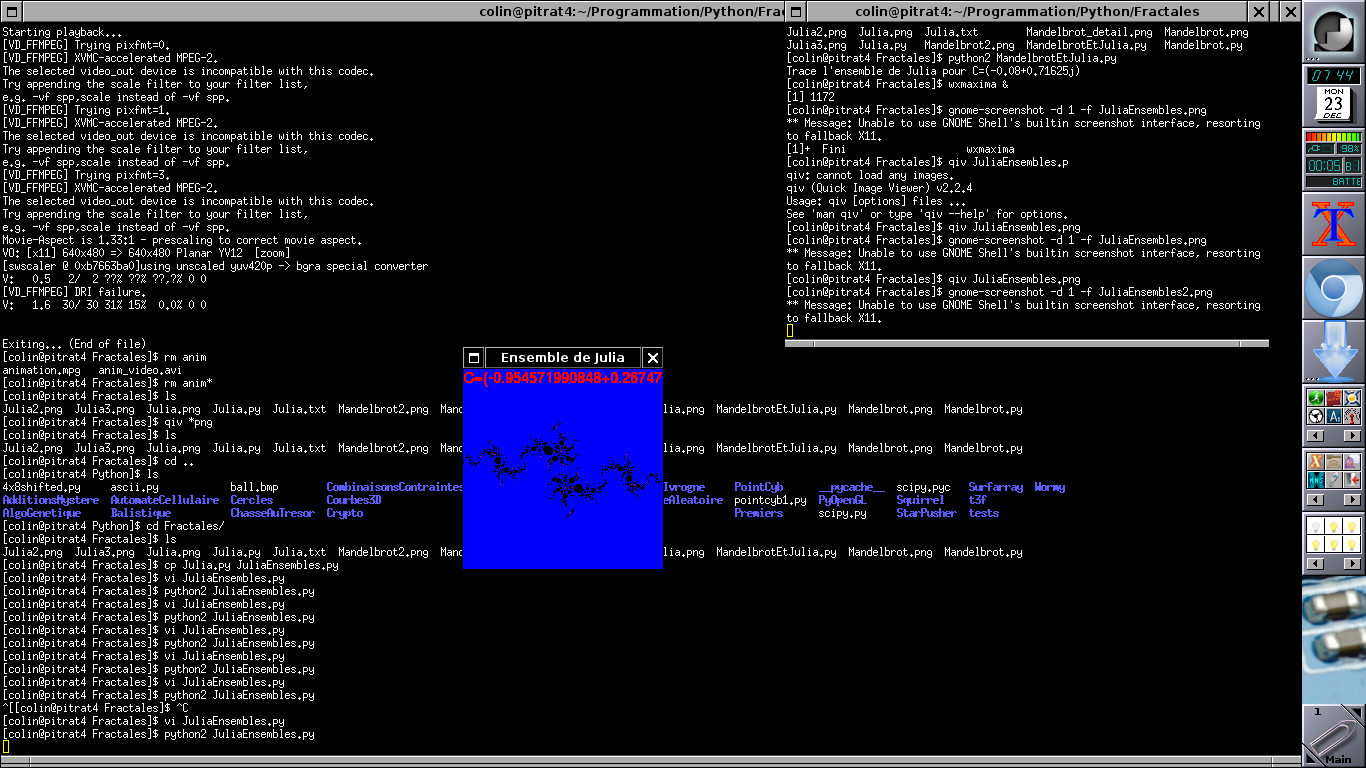 colin@pitrat4:~/Programmation/Python/Frac
Starting playback...
[VD_FFMPEG] Trying pixfmt=0.
[VD_FFMPEG] XVMC-accelerated MPEG-2.
The selected video_out device is incompatible with this codec.
Try appending the scale filter to your filter list,
e.g. -vf spp,scale instead of -vf spp.
[VD_FFMPEG] Trying pixfmt=1.
[VD_FFMPEG] XVMC-accelerated MPEG-2.
The selected video_out device is incompatible with this codec.
Try appending the scale filter to your filter list,
e.g. -vf spp,scale instead of -vf spp.
[VD_FFMPEG] Trying pixfmt=3.
[VD_FFMPEG] XVMC-accelerated MPEG-2.
The selected video_out device is incompatible with this codec.
Try appending the scale filter to your filter list,
e.g. -vf spp,scale instead of -vf spp.
Movie-Aspect is 1.33:1 - prescaling to correct movie aspect.
VO: [x11] 640x480 => 640x480 Planar YV12  [zoom]
[swscaler @ 0xb7663ba0]using unscaled yuv420p -> bgra special converter
V:   0.5   2/  2 ??% ??% ??,?% 0 0
[VD_FFMPEG] DRI failure.
V:   1.6  30/ 30 31% 15%  0.0% 0 0
Exiting... (End of file)
[colin@pitrat4 Fractales]$ rm anim
animation.mpg   anim_video.avi
[colin@pitrat4 Fractales]$ rm anim*
[colin@pitrat4 Fractales]$ ls
Julia2.png  Julia3.png  Julia.png  Julia.py  Julia.txt  Mandelbrot2.png  Mand ia.png  MandelbrotEtJulia.py  Mandelbrot.png  Mandelbrot.py
[colin@pitrat4 Fractales]$ qiv *png
[colin@pitrat4 Fractales]$ ls
Julia2.png  Julia3.png  Julia.png  Julia.py  Julia.txt  Mandelbrot2.png  Mand ia.png  MandelbrotEtJulia.py  Mandelbrot.png  Mandelbrot.py
[colin@pitrat4 Fractales]$ cd ..
[colin@pitrat4 Python]$ ls
4x8shifted.py  ascii.py  ball.bmp  CombinaisonsContraintes Ivrogne  PointCyb  __pycache__  scipy.pyc  Surfarray  Wormy
AdditionsMystere  AutomateCellulaire  Cercles  Courbes3D eAleatoire  pointcyb1.py  PyOpenGL  Squirrel  t3f
AlgoGenetique  Balistique  ChasseAuTresor  Crypto  Premiers  scipy.py  StarPusher  tests
[colin@pitrat4 Python]$ cd Fractales/
[colin@pitrat4 Fractales]$ ls
Julia2.png  Julia3.png  Julia.png  Julia.py  Julia.txt  Mandelbrot2.png  Mand ia.png  MandelbrotEtJulia.py  Mandelbrot.png  Mandelbrot.py
[colin@pitrat4 Fractales]$ cp Julia.py JuliaEnsembles.py
[colin@pitrat4 Fractales]$ vi JuliaEnsembles.py
[colin@pitrat4 Fractales]$ python2 JuliaEnsembles.py
[colin@pitrat4 Fractales]$ vi JuliaEnsembles.py
[colin@pitrat4 Fractales]$ python2 JuliaEnsembles.py
[colin@pitrat4 Fractales]$ vi JuliaEnsembles.py
[colin@pitrat4 Fractales]$ python2 JuliaEnsembles.py
[colin@pitrat4 Fractales]$ vi JuliaEnsembles.py
[colin@pitrat4 Fractales]$ python2 JuliaEnsembles.py
[colin@pitrat4 Fractales]$ vi JuliaEnsembles.py
[colin@pitrat4 Fractales]$ python2 JuliaEnsembles.py
^[[colin@pitrat4 Fractales]$ ^C
[colin@pitrat4 Fractales]$ vi JuliaEnsembles.py
[colin@pitrat4 Fractales]$ python2 JuliaEnsembles.py
Ensemble de Julia
C=(-0.954571990848+0.26747
colin@pitrat4:~/Programmation/Python/Fractales
Julia2.png  Julia.png  Julia.txt  Mandelbrot_detail.png  Mandelbrot.png
Julia3.png  Julia.py  Mandelbrot2.png  MandelbrotEtJulia.py  Mandelbrot.py
[colin@pitrat4 Fractales]$ python2 MandelbrotEtJulia.py
Trace l'ensemble de Julia pour C=(-0.08+0.71625j)
[colin@pitrat4 Fractales]$ wxmaxima &
[1] 1172
[colin@pitrat4 Fractales]$ gnome-screenshot -d 1 -f JuliaEnsembles.png
** Message: Unable to use GNOME Shell's builtin screenshot interface, resorting
to fallback X11.
[1]+  Fini                    wxmaxima
[colin@pitrat4 Fractales]$ qiv JuliaEnsembles.p
qiv: cannot load any images.
qiv (Quick Image Viewer) v2.2.4
Usage: qiv [options] files ...
See 'man qiv' or type 'qiv --help' for options.
[colin@pitrat4 Fractales]$ qiv JuliaEnsembles.png
[colin@pitrat4 Fractales]$ gnome-screenshot -d 1 -f JuliaEnsembles.png
** Message: Unable to use GNOME Shell's builtin screenshot interface, resorting
to fallback X11.
[colin@pitrat4 Fractales]$ qiv JuliaEnsembles.png
[colin@pitrat4 Fractales]$ gnome-screenshot -d 1 -f JuliaEnsembles2.png
** Message: Unable to use GNOME Shell's builtin screenshot interface, resorting
to fallback X11.
07 44
MON
23
DEC
98%
00:05 B1
BATTE
1
Main